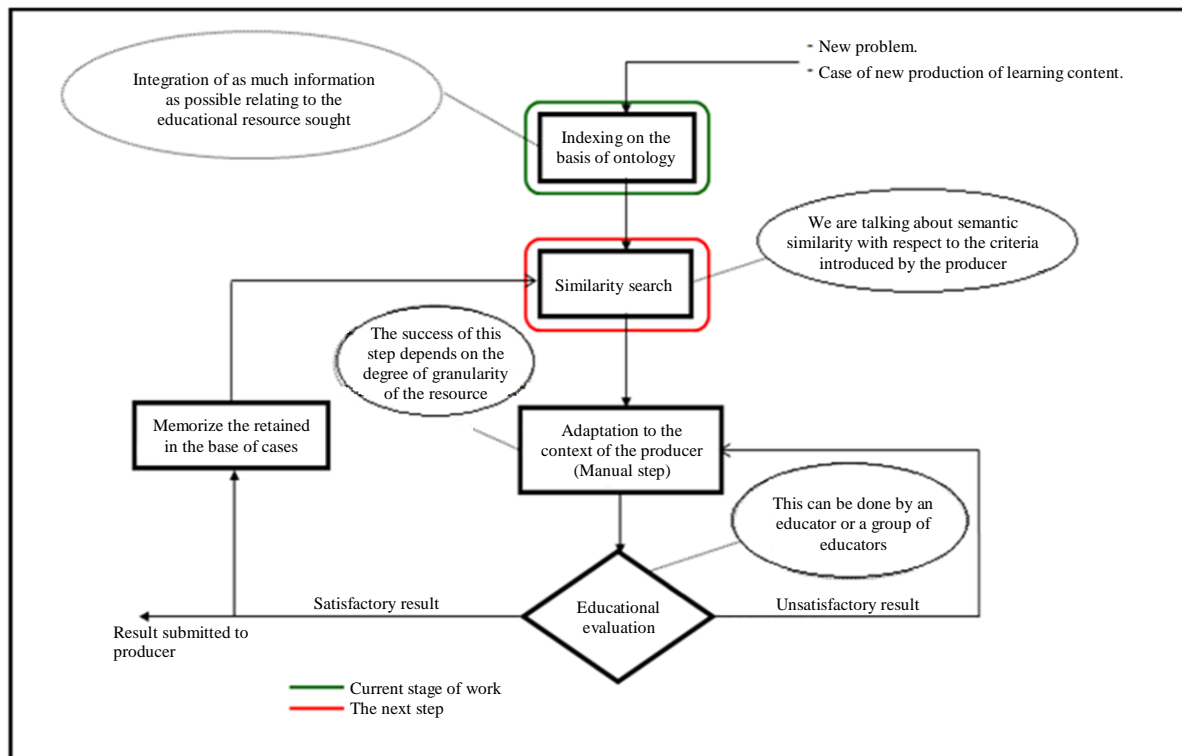 - New problem.
- Case of new production of learning content.
Integration of as much information
as possible relating to the
educational resource sought
Indexing on the
basis of ontology
We are talking about semantic
similarity with respect to the criteria
introduced by the producer
Similarity search
The success of this
step depends on the
degree of granularity
of the resource
Memorize the retained
in the base of cases
Adaptation to the
context of the producer
(Manual step)
This can be done by an
educator or a group of
educators
Satisfactory result
Educational
evaluation
Unsatisfactory result
Result submitted to
producer
Current stage of work
The next step